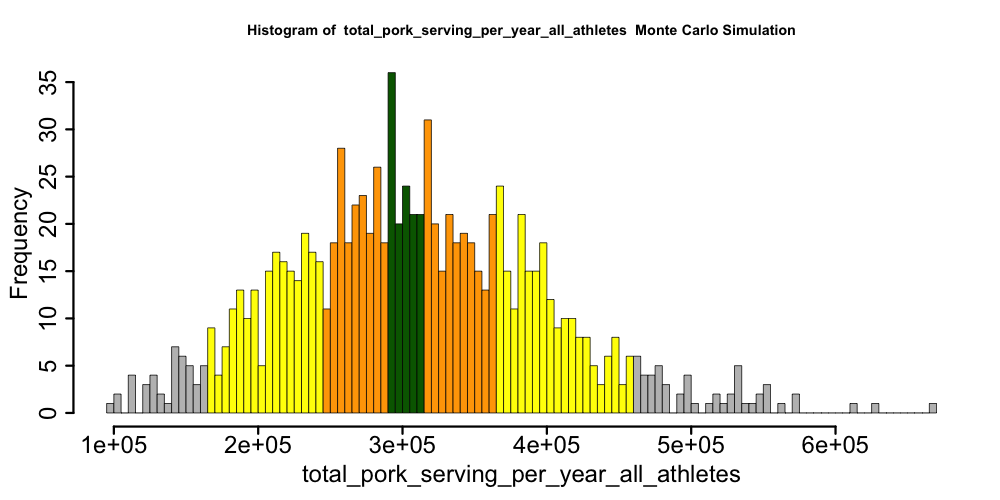 Histogram of  total_pork_serving_per_year_all_athletes  Monte Carlo Simulation
Frequency
35
30
25
20
15
10
5
0
1e+05 2e+05 3e+05 4e+05 5e+05 6e+05
total_pork_serving_per_year_all_athletes